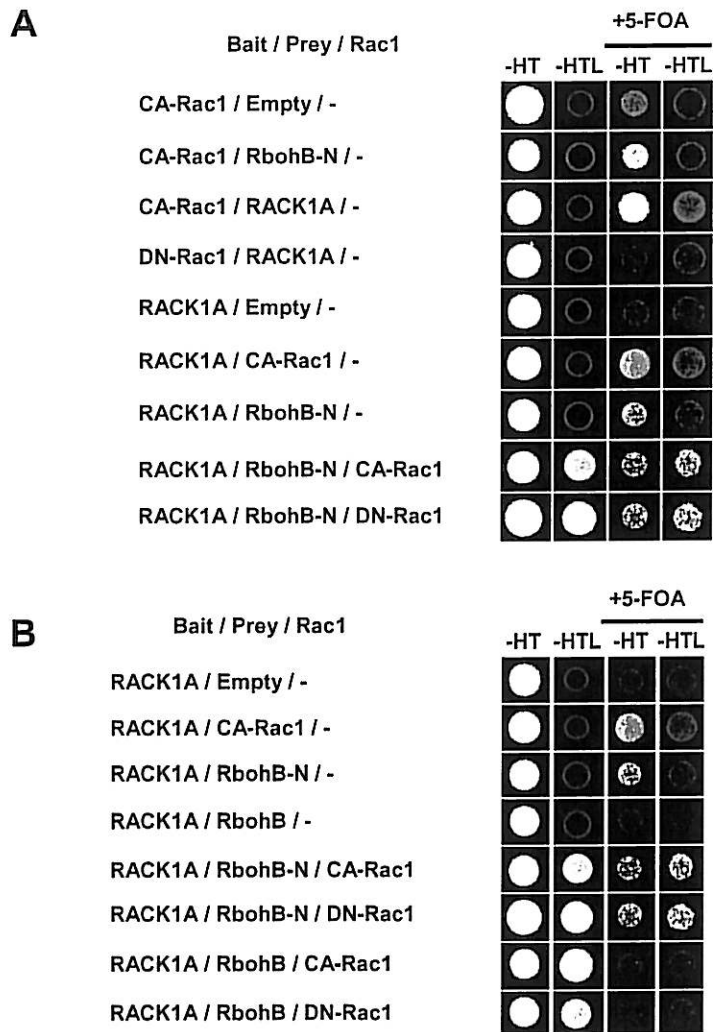 A
+5-FOA
Bait / Prey / Rac1
-HT -HTL -HT -HTL
CA-Rac1 / Empty / -
CA-Rac1 / RbohB-N / -
CA-Rac1 / RACK1A / -
DN-Rac1 / RACK1A / -
RACK1A / Empty / -
RACK1A / CA-Rac1 / -
RACK1A / RbohB-N / -
RACK1A / RbohB-N / CA-Rac1
RACK1A / RbohB-N / DN-Rac1
+5-FOA
B
Bait / Prey / Rac1
-HT -HTL -HT -HTL
RACK1A / Empty / -
RACK1A / CA-Rac1 / -
RACK1A / RbohB-N / -
RACK1A / RbohB / -
RACK1A / RbohB-N / CA-Rac1
RACK1A / RbohB-N / DN-Rac1
RACK1A / RbohB / CA-Rac1
RACK1A / RbohB / DN-Rac1